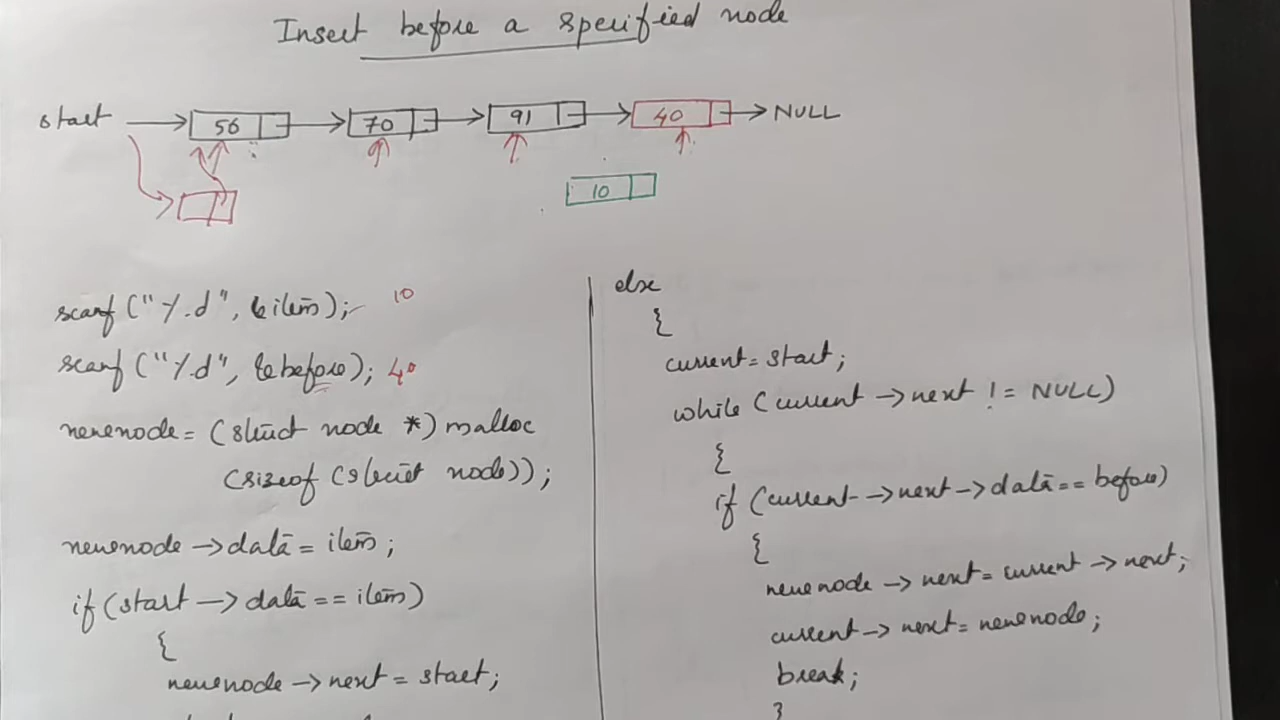 Insert before a specified node
start 56 70 91 40 NULL
10
scanf ("%d", &item); 10
scanf ("%d", &before); 40
newnode = (struct node *) malloc
(sizeof (struct node));
newnode -> data = item;
if (start -> data == item)
{
newnode -> next = start;
else
{
current = start;
while (current -> next != NULL)
{
if (current -> next -> data == before)
{
newnode -> next = current -> next;
current -> next = newnode;
break;
}